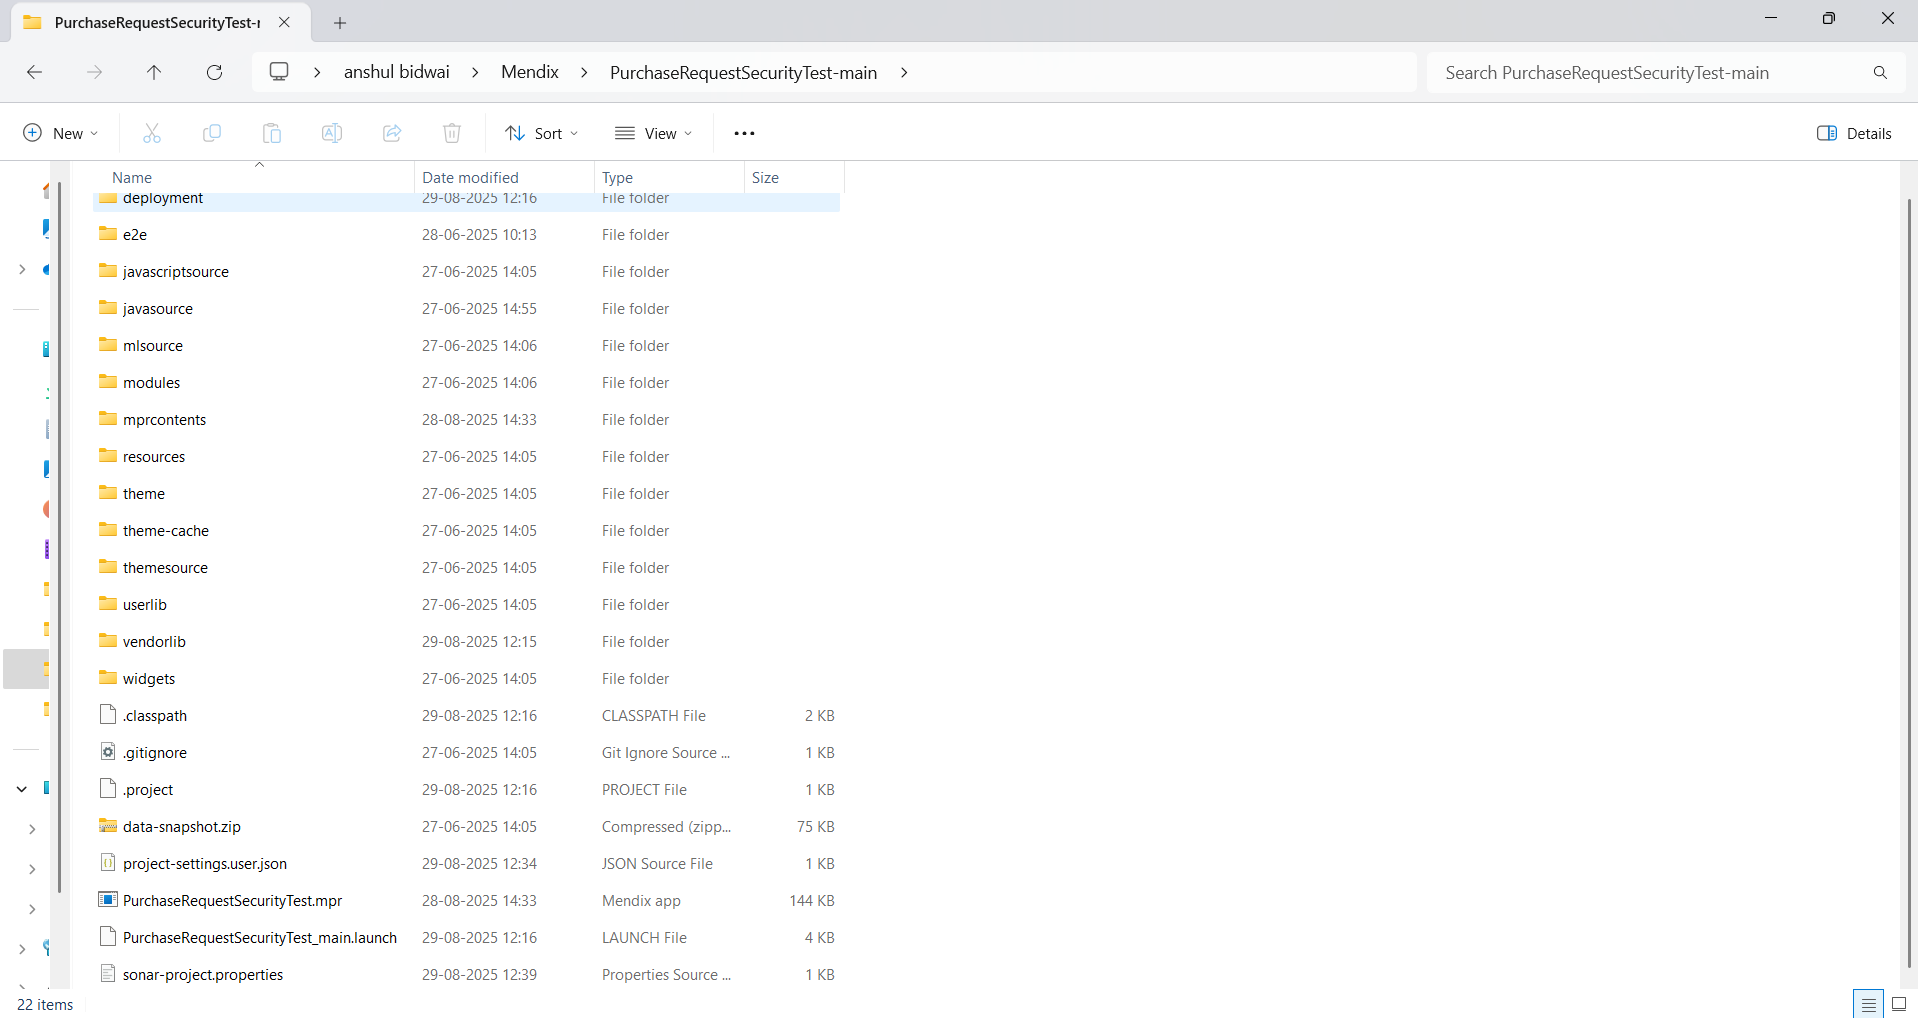 PurchaseRequestSecurityTest-r
anshul bidwai > Mendix > PurchaseRequestSecurityTest-main >
Search PurchaseRequestSecurityTest-main
New
Sort
View
Details
Name Date modified Type Size
deployment 29-08-2025 12:16 File folder
e2e 28-06-2025 10:13 File folder
javascriptsource 27-06-2025 14:05 File folder
javasource 27-06-2025 14:55 File folder
mlsource 27-06-2025 14:06 File folder
modules 27-06-2025 14:06 File folder
mprcontents 28-08-2025 14:33 File folder
resources 27-06-2025 14:05 File folder
theme 27-06-2025 14:05 File folder
theme-cache 27-06-2025 14:05 File folder
themesource 27-06-2025 14:05 File folder
userlib 27-06-2025 14:05 File folder
vendorlib 29-08-2025 12:15 File folder
widgets 27-06-2025 14:05 File folder
.classpath 29-08-2025 12:16 CLASSPATH File 2 KB
.gitignore 27-06-2025 14:05 Git Ignore Source ... 1 KB
.project 29-08-2025 12:16 PROJECT File 1 KB
data-snapshot.zip 27-06-2025 14:05 Compressed (zipp... 75 KB
project-settings.user.json 29-08-2025 12:34 JSON Source File 1 KB
PurchaseRequestSecurityTest.mpr 28-08-2025 14:33 Mendix app 144 KB
PurchaseRequestSecurityTest_main.launch 29-08-2025 12:16 LAUNCH File 4 KB
sonar-project.properties 29-08-2025 12:39 Properties Source ... 1 KB
22 items